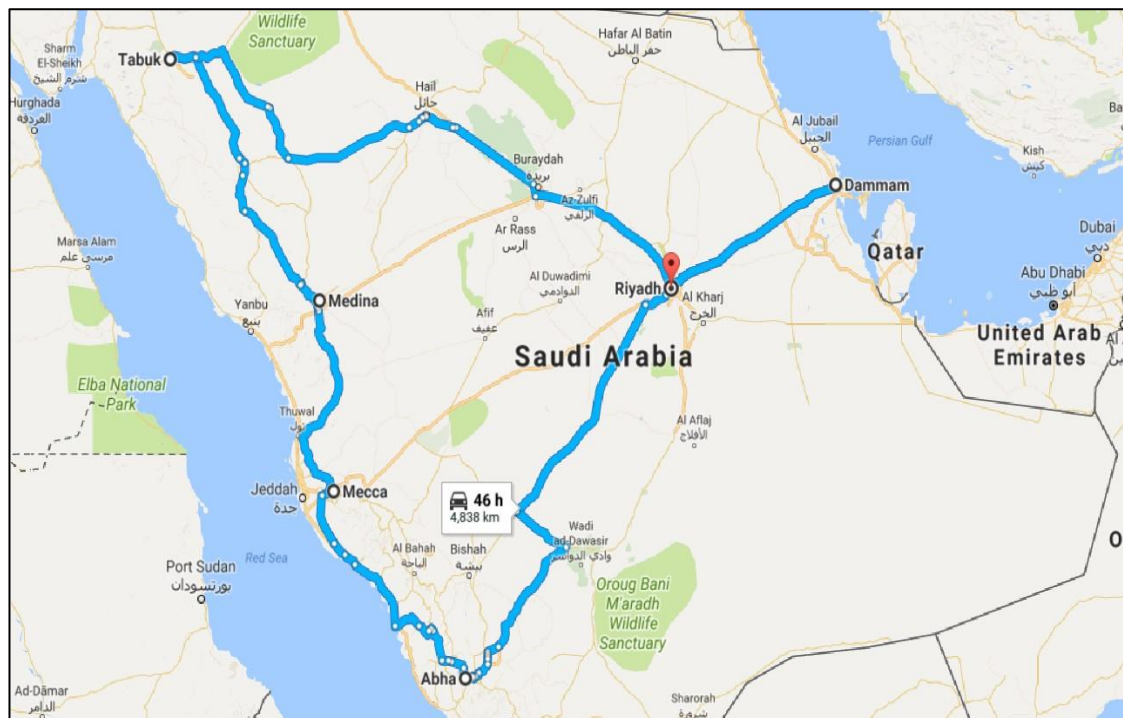 Wildlife
Sanctuary
Hafar Al Batin
حفر الباطن
Sharm
El-Sheikh
شرم الشيخ
Tabuk
Hurghada
الغردقة
Hail
حائل
Al Jubail
الجبيل
Persian Gulf
Kish
كيش
Buraydah
بريدة
Dammam
Az Zulfi
الزلفي
Ar Rass
الرس
Marsa Alam
مرسى علم
Qatar
Dubai
دبي
Abu Dhabi
أبو ظبي
Medina
Yanbu
ينبع
Al Duwadimi
الدوادمي
Riyadh
Al Kharj
الخرج
Afif
عفيف
Saudi Arabia
United Arab
Emirates
Elba National
Park
Thuwal
ثول
Al Aflaj
الأفلاج
Jeddah
جدة
Mecca
46 h
4,838 km
Wadi
ad-Dawasir
وادي الدواسر
Al Bahah
الباحة
Bishah
بيشة
Red Sea
Port Sudan
بورتسودان
Oroug Bani
M'aradh
Wildlife
Sanctuary
Abha
Ad-Dāmar
الدامر
Sharorah
شرورة